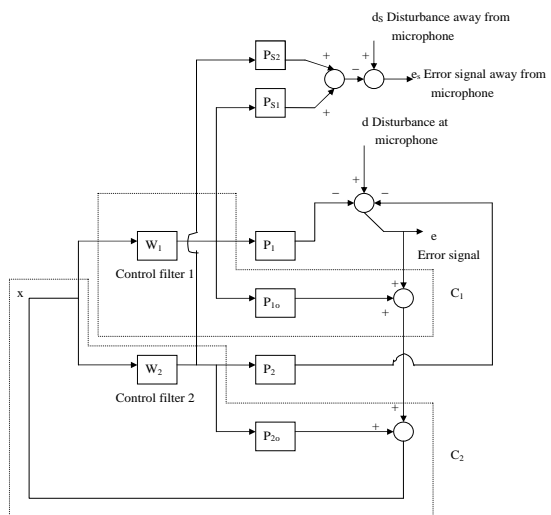 ds Disturbance away from
microphone
PS2
+
+
−
es Error signal away from
microphone
PS1
+
d Disturbance at
microphone
+
−
−
W1
P1
e
Error signal
Control filter 1
+
x
P1o
+
C1
W2
P2
Control filter 2
+
P2o
+
C2